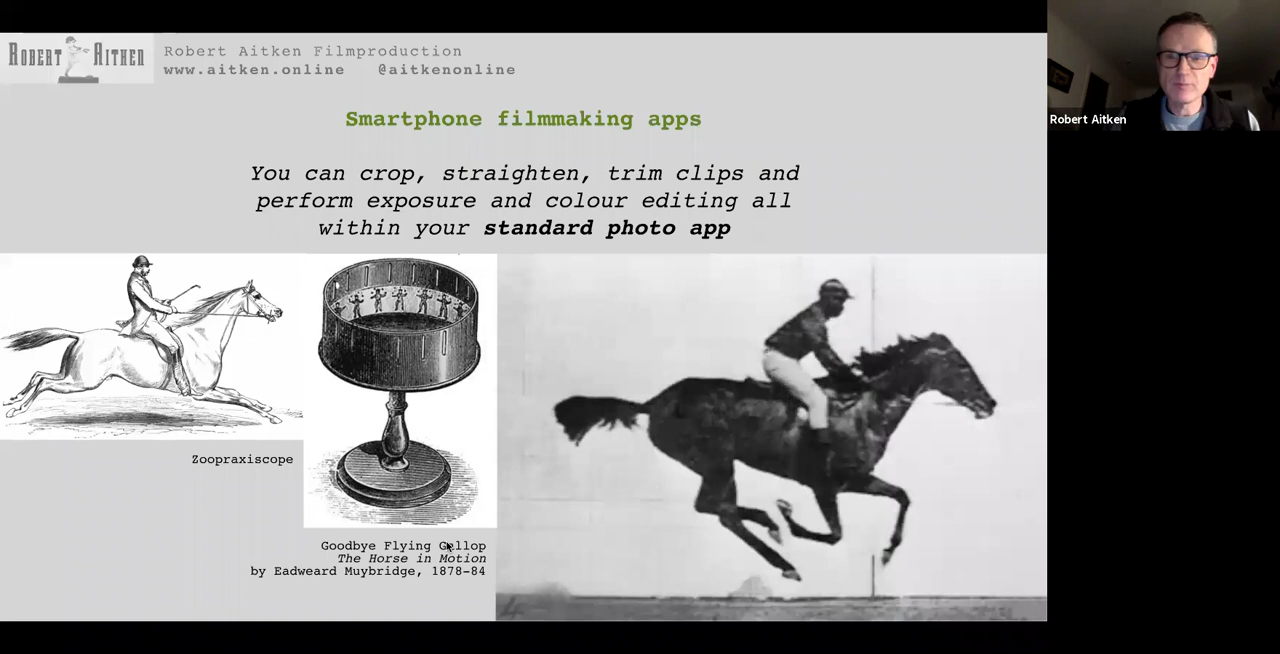 ROBERT AITKEN
Robert Aitken Filmproduction
www.aitken.online @aitkenonline
Smartphone filmmaking apps
You can crop, straighten, trim clips and
perform exposure and colour editing all
within your standard photo app
Zoopraxiscope
Goodbye Flying Gallop
The Horse in Motion
by Eadweard Muybridge, 1878-84
Robert Aitken